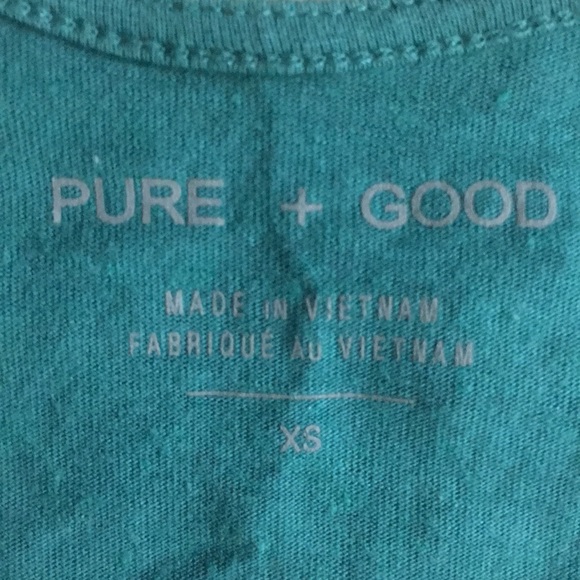 PURE + GOOD
MADE IN VIETNAM
FABRIQUÉ AU VIETNAM
XS